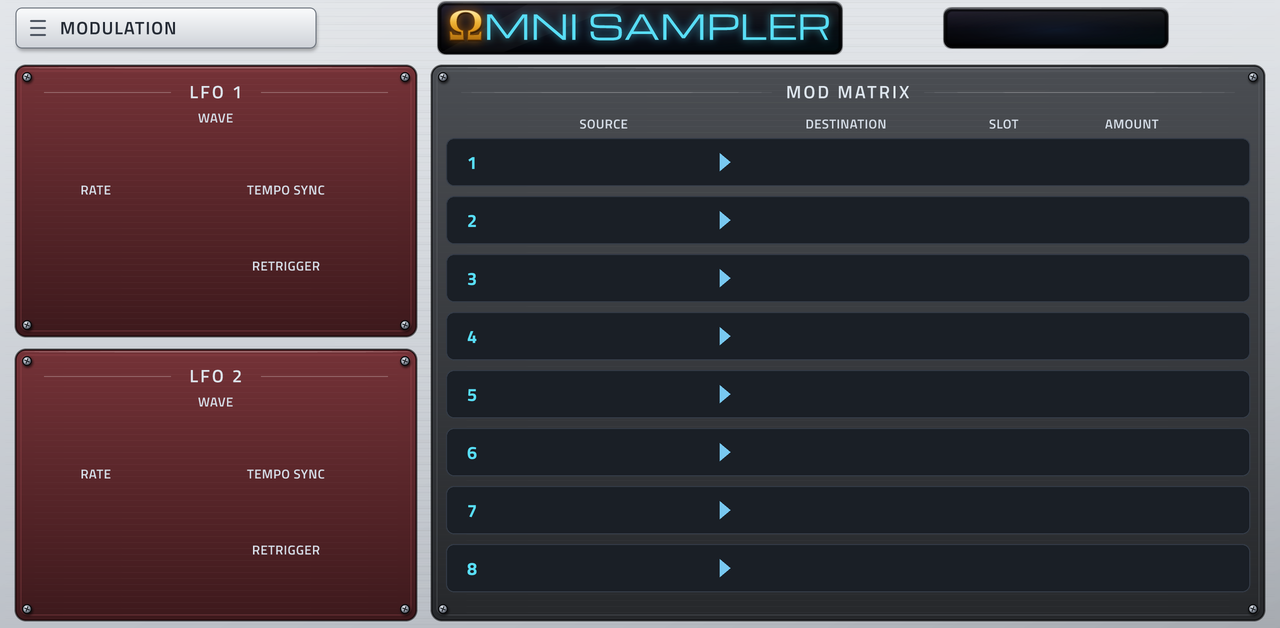 MODULATION
ΩMNI SAMPLER
LFO 1
WAVE
RATE
TEMPO SYNC
RETRIGGER
LFO 2
WAVE
RATE
TEMPO SYNC
RETRIGGER
MOD MATRIX
SOURCE DESTINATION SLOT AMOUNT
1
2
3
4
5
6
7
8